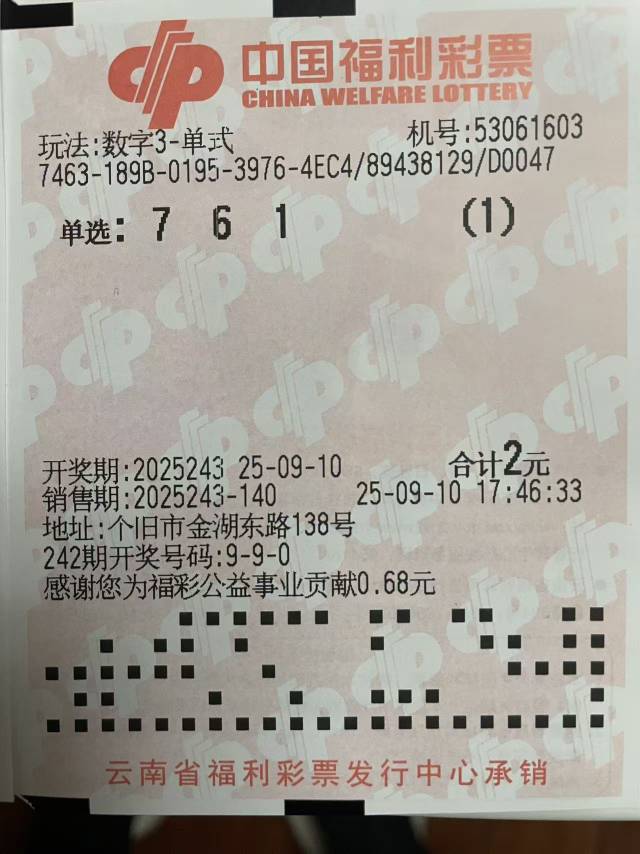 中国福利彩票
CHINA WELFARE LOTTERY
玩法:数字3-单式 机号:53061603
7463-189B-0195-3976-4EC4/89438129/D0047
单选: 7 6 1 (1)
开奖期:2025243 25-09-10 合计2元
销售期:2025243-140 25-09-10 17:46:33
地址:个旧市金湖东路138号
242期开奖号码:9-9-0
感谢您为福彩公益事业贡献0.68元
云南省福利彩票发行中心承销